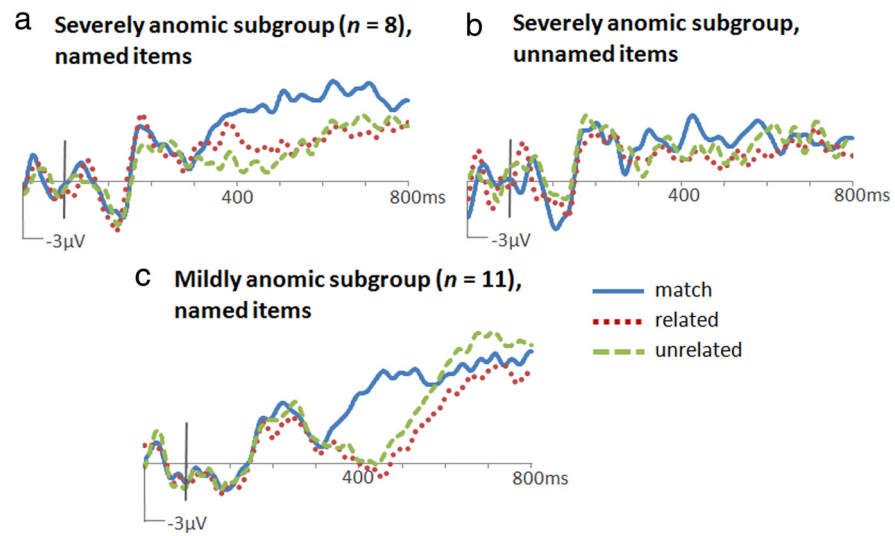 a
Severely anomic subgroup (n = 8),
named items
400
800ms
-3μV
b
Severely anomic subgroup,
unnamed items
400
800ms
-3μV
c
Mildly anomic subgroup (n = 11),
named items
400
800ms
-3μV
match
related
unrelated